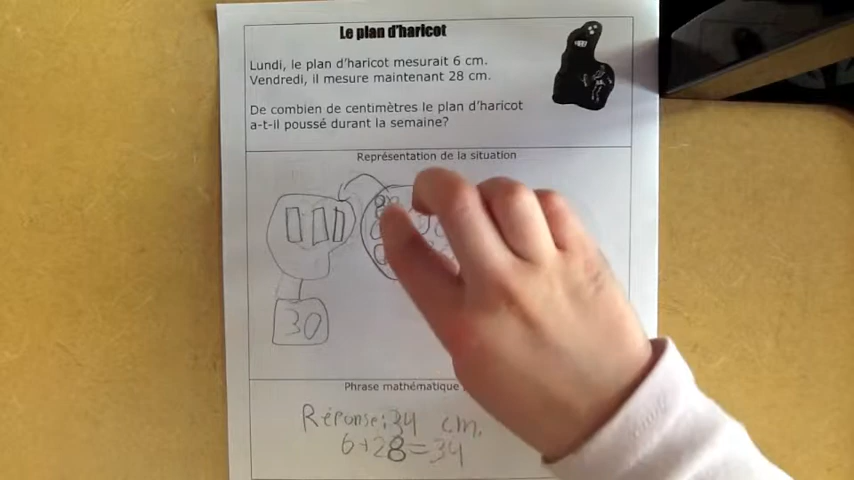 Le plan d'haricot
Lundi, le plan d'haricot mesurait 6 cm.
Vendredi, il mesure maintenant 28 cm.
De combien de centimètres le plan d'haricot
a-t-il poussé durant la semaine?
Représentation de la situation
30
Phrase mathématique
Réponse: 34 cm.
6+28=34